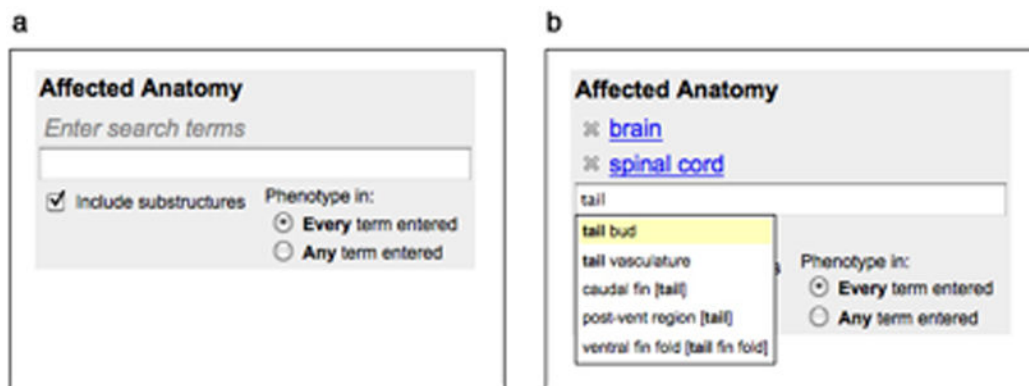 a
Affected Anatomy
Enter search terms
Include substructures
Phenotype in:
Every term entered
Any term entered
b
Affected Anatomy
brain
spinal cord
tail
tail bud
tail vasculature
caudal fin [tail]
post-vent region [tail]
ventral fin fold [tail fin fold]
s
Phenotype in:
Every term entered
Any term entered